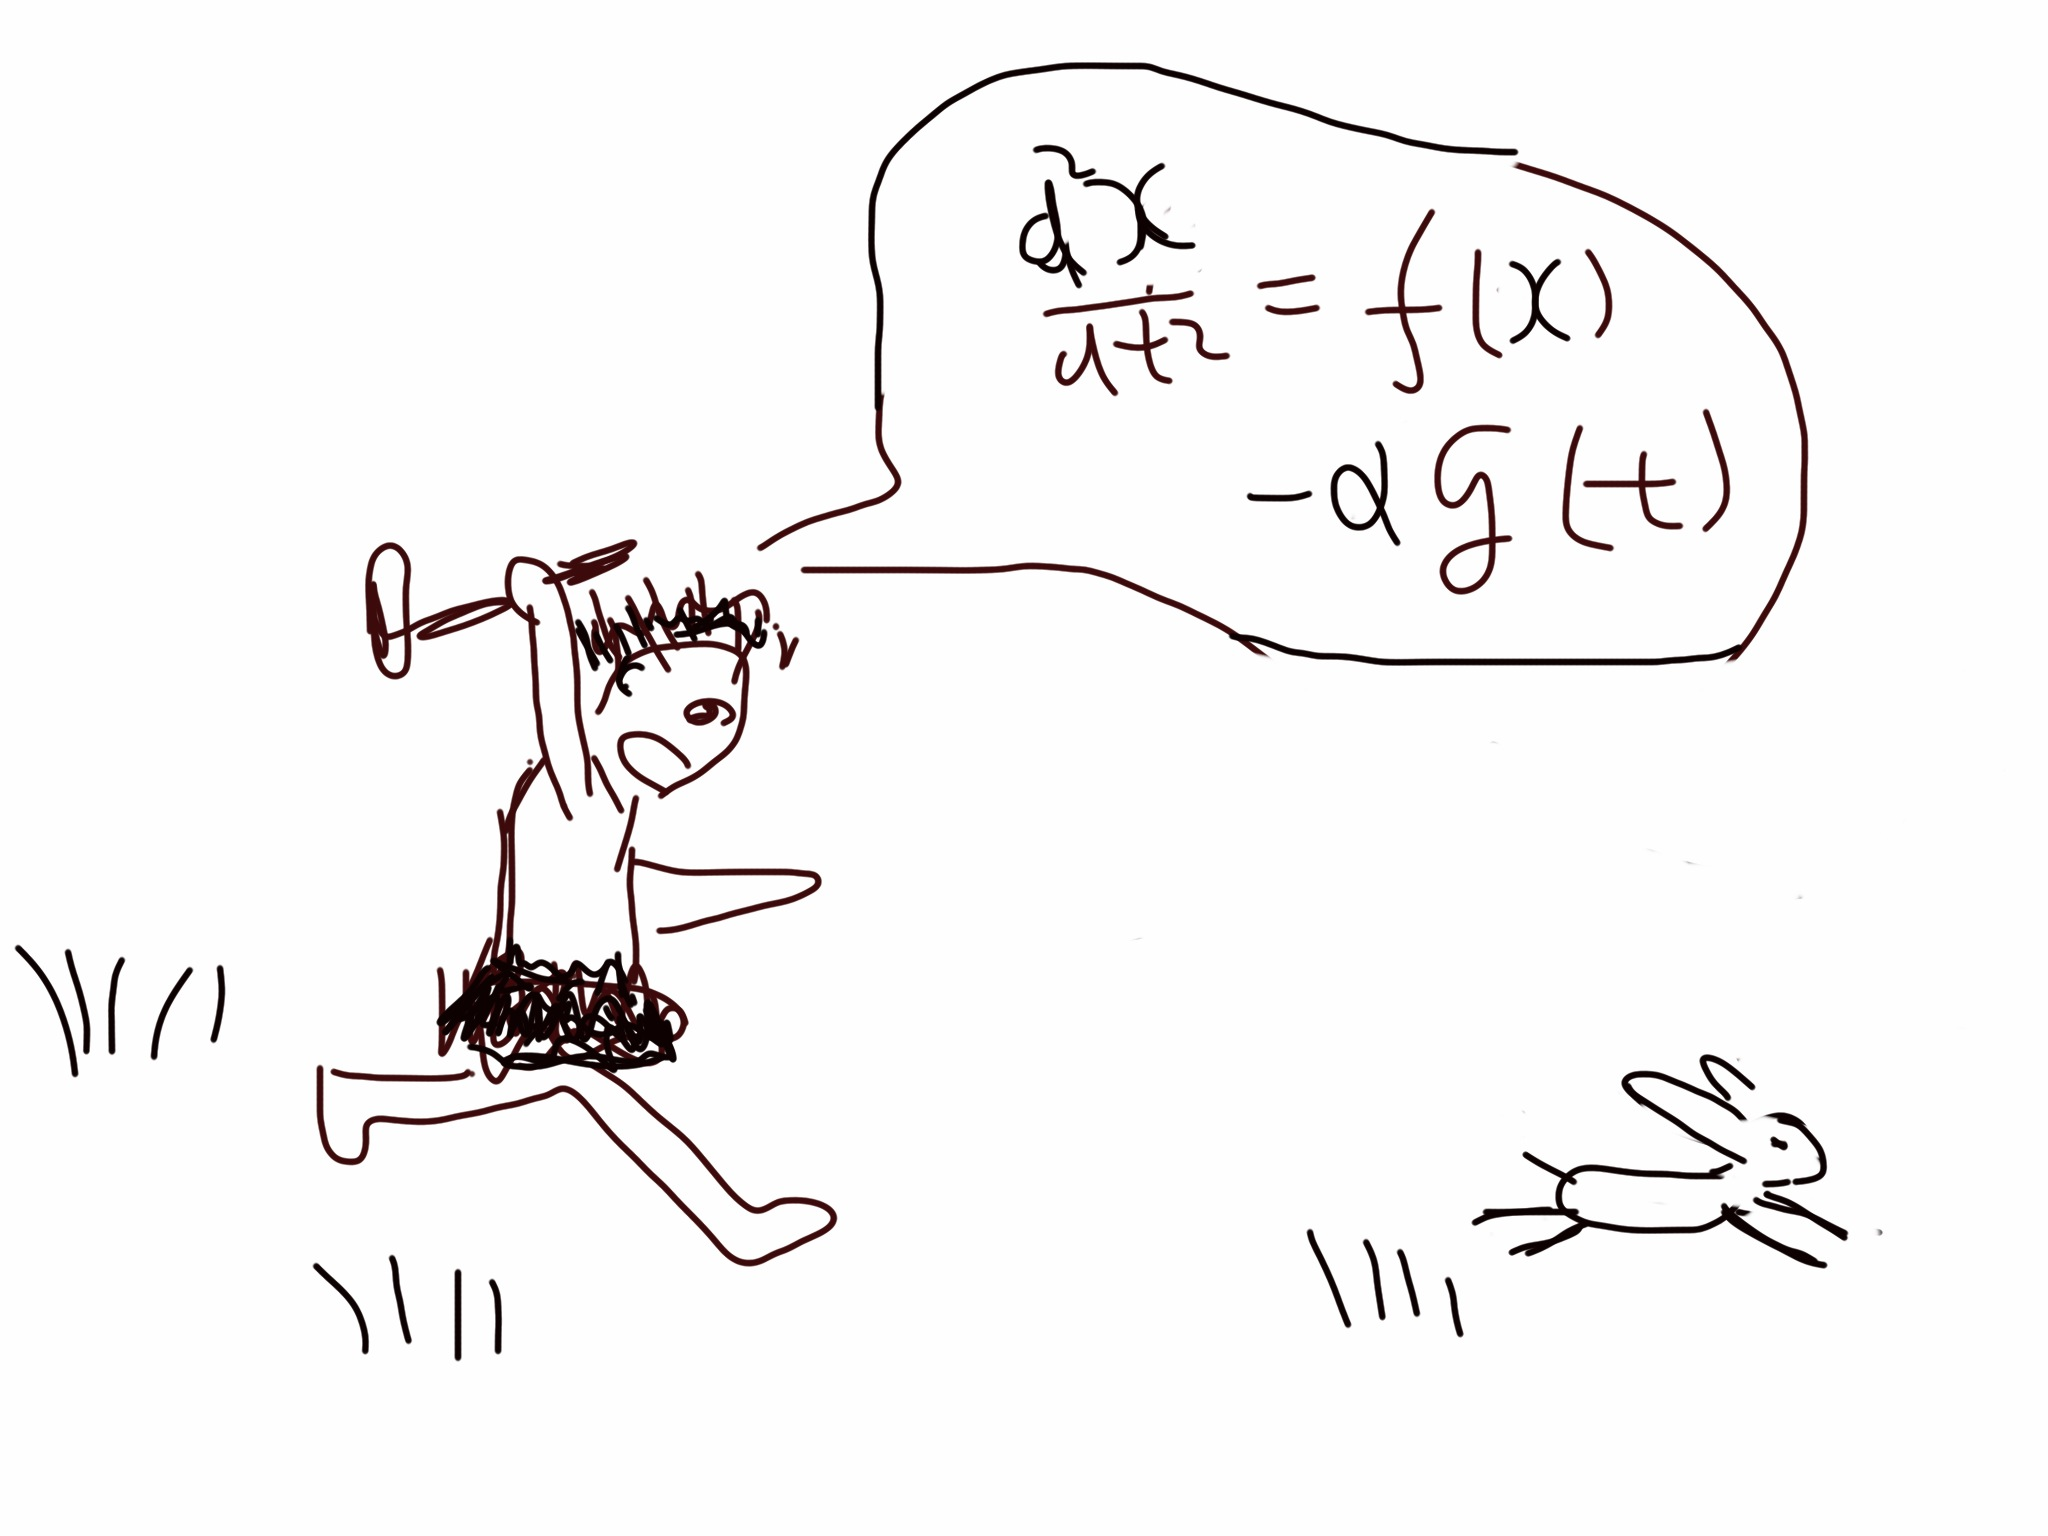 d²x/dt² = f(x)
-αg(t)